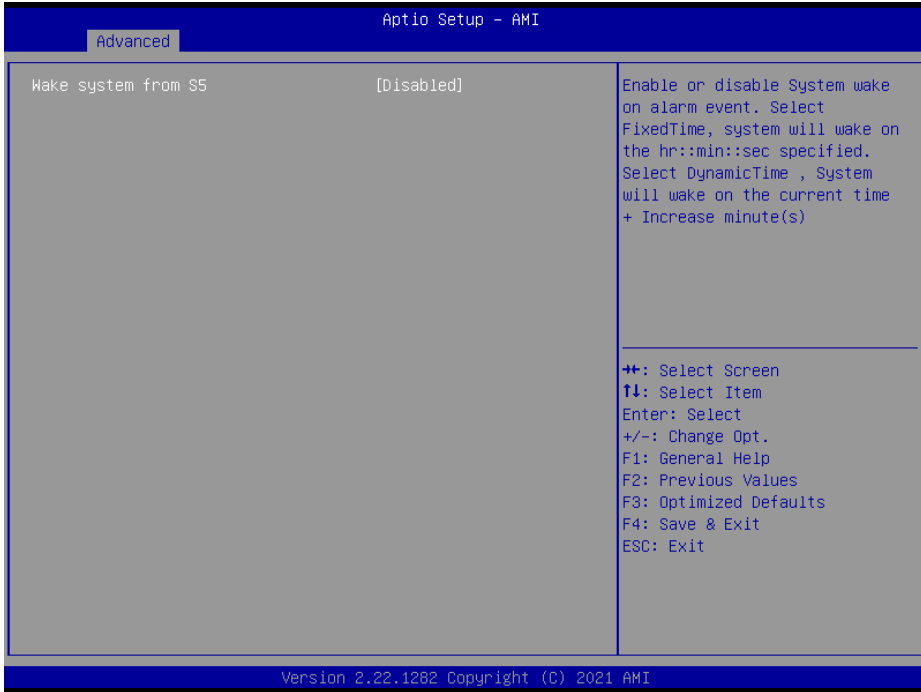 Aptio Setup – AMI
Advanced
Wake system from S5 [Disabled]
Enable or disable System wake
on alarm event. Select
FixedTime, system will wake on
the hr::min::sec specified.
Select DynamicTime , System
will wake on the current time
+ Increase minute(s)
→←: Select Screen
↑↓: Select Item
Enter: Select
+/-: Change Opt.
F1: General Help
F2: Previous Values
F3: Optimized Defaults
F4: Save & Exit
ESC: Exit
Version 2.22.1282 Copyright (C) 2021 AMI